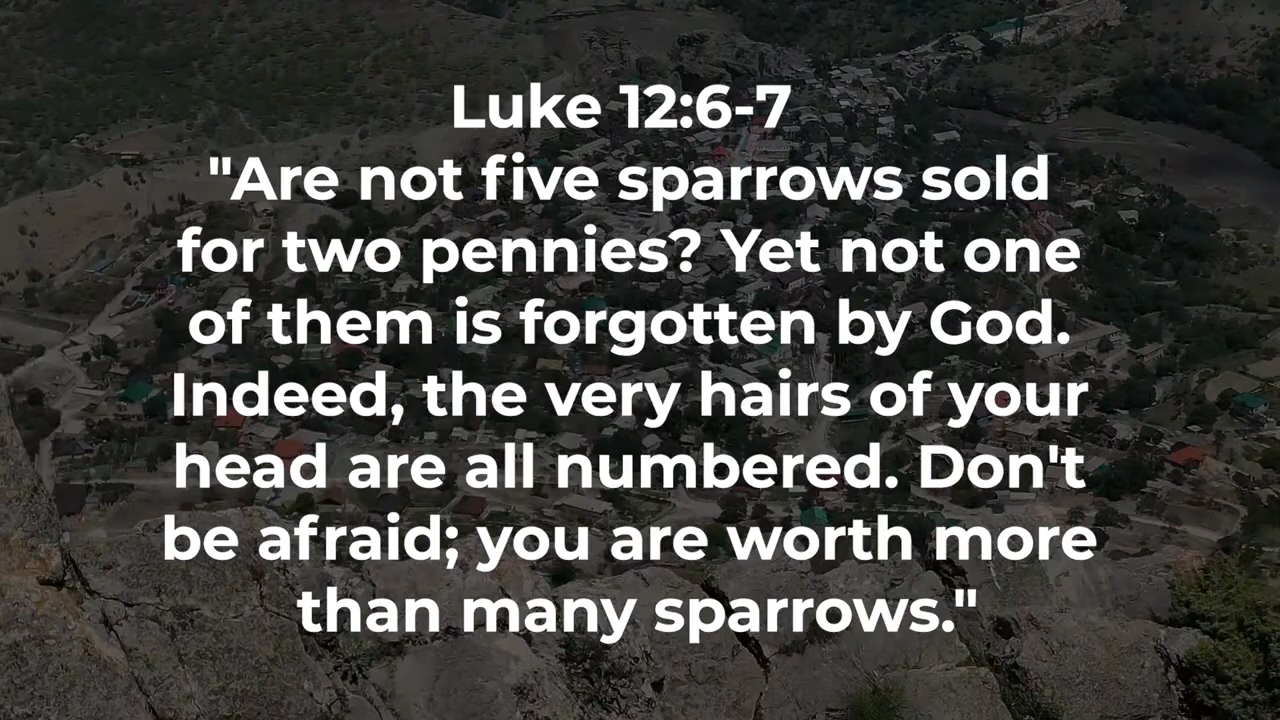 Luke 12:6-7
"Are not five sparrows sold
for two pennies? Yet not one
of them is forgotten by God.
Indeed, the very hairs of your
head are all numbered. Don't
be afraid; you are worth more
than many sparrows."